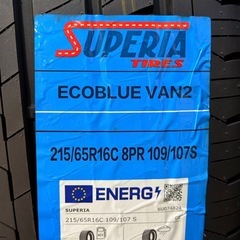 SUPERIA
TIRES
ECOBLUE VAN2
215/65R16C 8PR 109/107S
ENERG
SUPERIA
215/65R16C 109/107 S